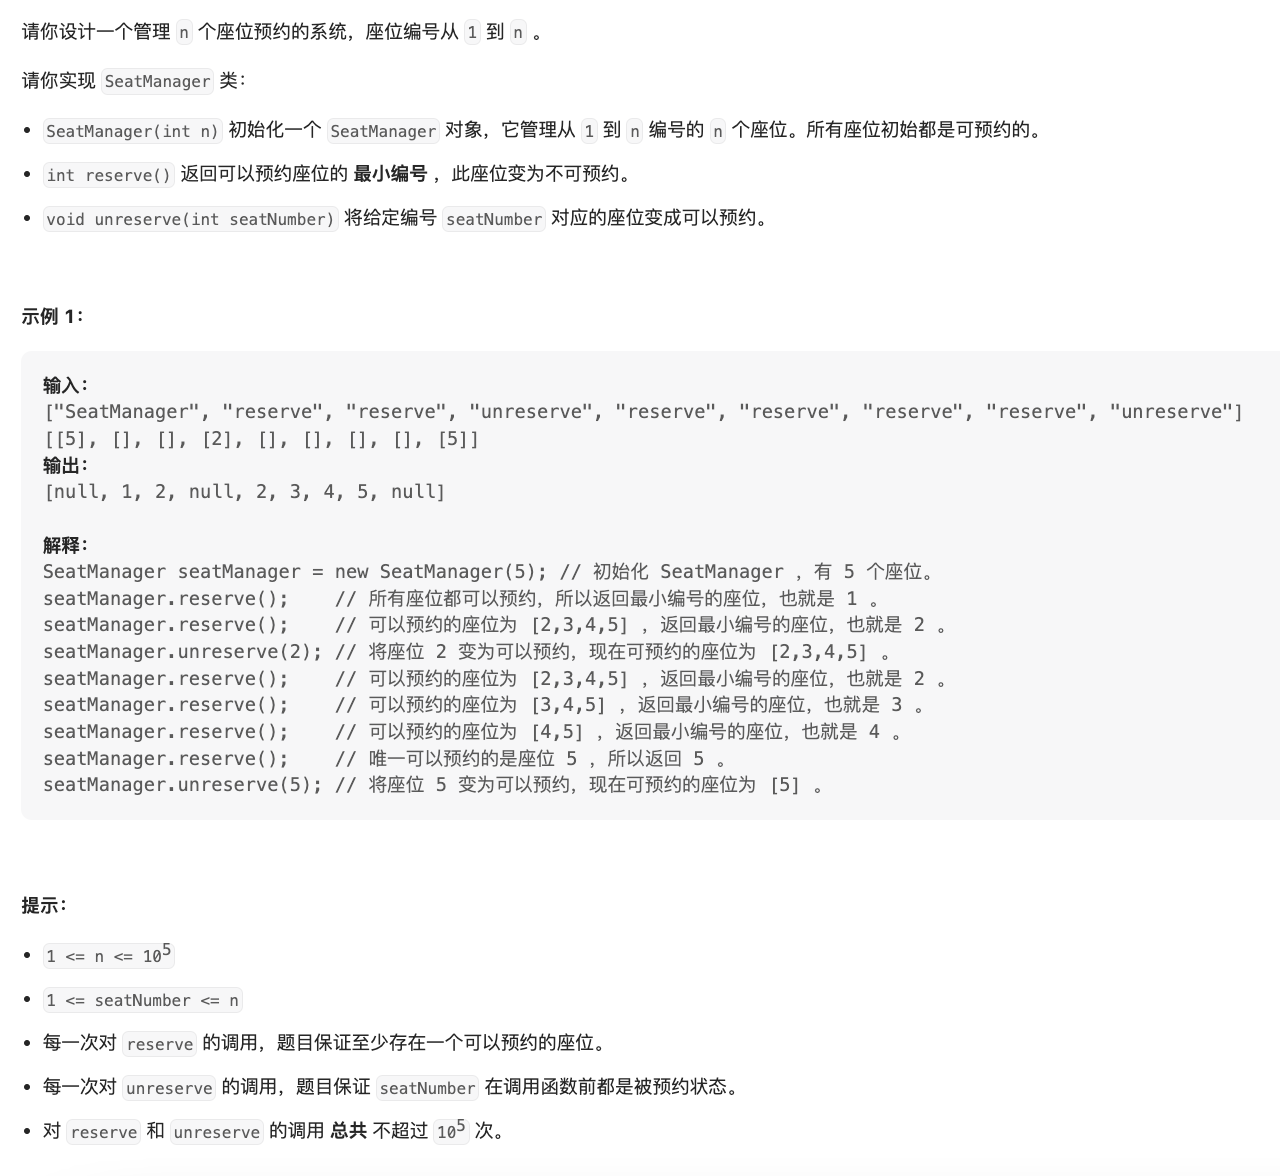 请你设计一个管理 n 个座位预约的系统，座位编号从 1 到 n 。
请你实现 SeatManager 类：
• SeatManager(int n) 初始化一个 SeatManager 对象，它管理从 1 到 n 编号的 n 个座位。所有座位初始都是可预约的。
• int reserve() 返回可以预约座位的 最小编号 ，此座位变为不可预约。
• void unreserve(int seatNumber) 将给定编号 seatNumber 对应的座位变成可以预约。
示例 1：
输入：
["SeatManager", "reserve", "reserve", "unreserve", "reserve", "reserve", "reserve", "reserve", "unreserve"]
[[5], [], [], [2], [], [], [], [], [5]]
输出：
[null, 1, 2, null, 2, 3, 4, 5, null]
解释：
SeatManager seatManager = new SeatManager(5); // 初始化 SeatManager ，有 5 个座位。
seatManager.reserve();    // 所有座位都可以预约，所以返回最小编号的座位，也就是 1 。
seatManager.reserve();    // 可以预约的座位为 [2,3,4,5] ，返回最小编号的座位，也就是 2 。
seatManager.unreserve(2); // 将座位 2 变为可以预约，现在可预约的座位为 [2,3,4,5] 。
seatManager.reserve();    // 可以预约的座位为 [2,3,4,5] ，返回最小编号的座位，也就是 2 。
seatManager.reserve();    // 可以预约的座位为 [3,4,5] ，返回最小编号的座位，也就是 3 。
seatManager.reserve();    // 可以预约的座位为 [4,5] ，返回最小编号的座位，也就是 4 。
seatManager.reserve();    // 唯一可以预约的是座位 5 ，所以返回 5 。
seatManager.unreserve(5); // 将座位 5 变为可以预约，现在可预约的座位为 [5] 。
提示：
• 1 <= n <= 10⁵
• 1 <= seatNumber <= n
• 每一次对 reserve 的调用，题目保证至少存在一个可以预约的座位。
• 每一次对 unreserve 的调用，题目保证 seatNumber 在调用函数前都是被预约状态。
• 对 reserve 和 unreserve 的调用 总共 不超过 10⁵ 次。